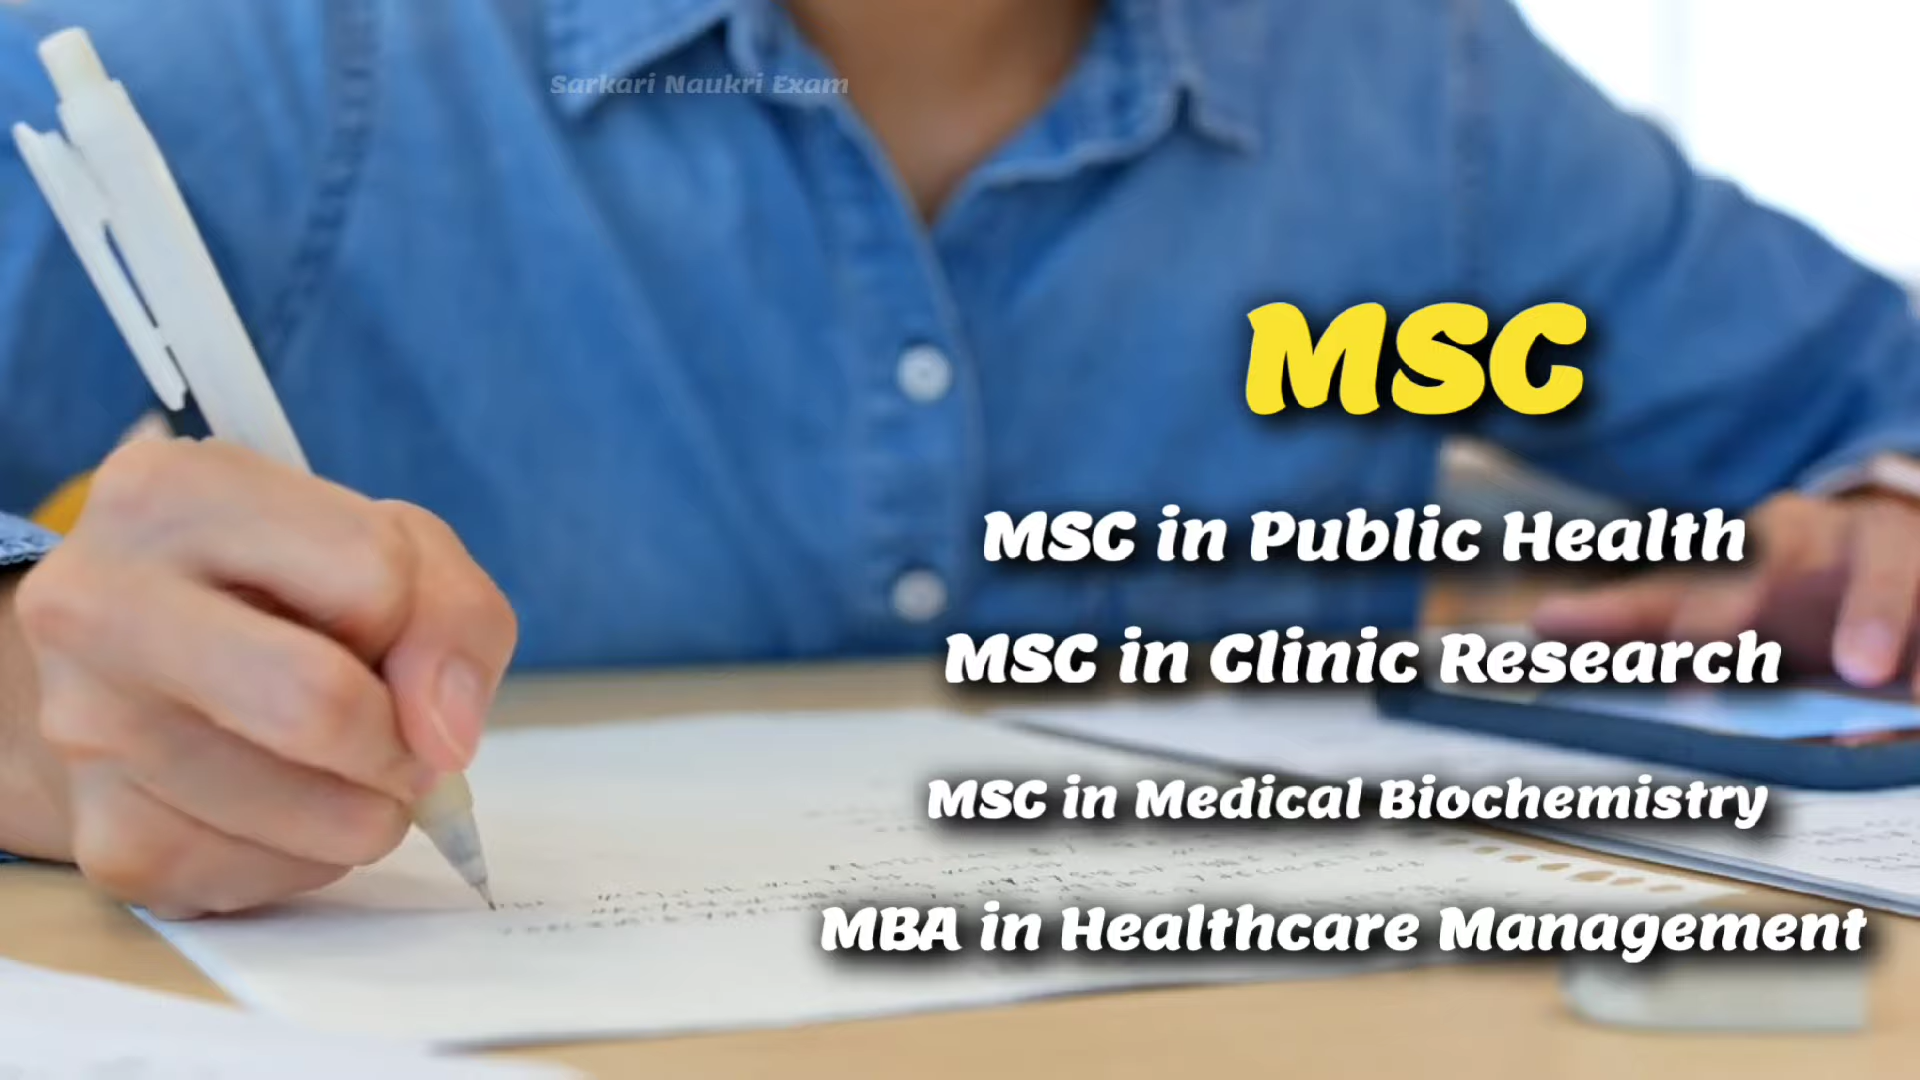 Sarkari Naukri Exam
MSC
MSC in Public Health
MSC in Clinic Research
MSC in Medical Biochemistry
MBA in Healthcare Management